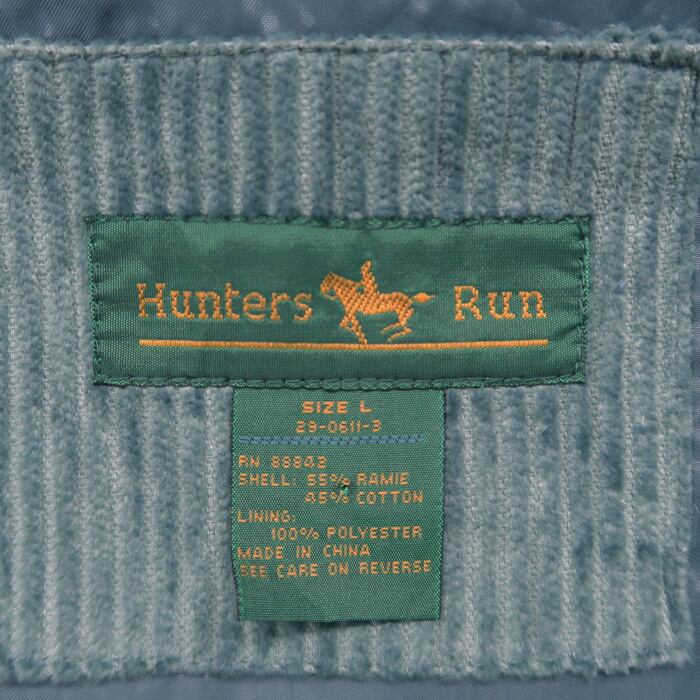 Hunters Run
SIZE L
29-0611-3
RN 88842
SHELL: 55% RAMIE
45% COTTON
LINING:
100% POLYESTER
MADE IN CHINA
SEE CARE ON REVERSE